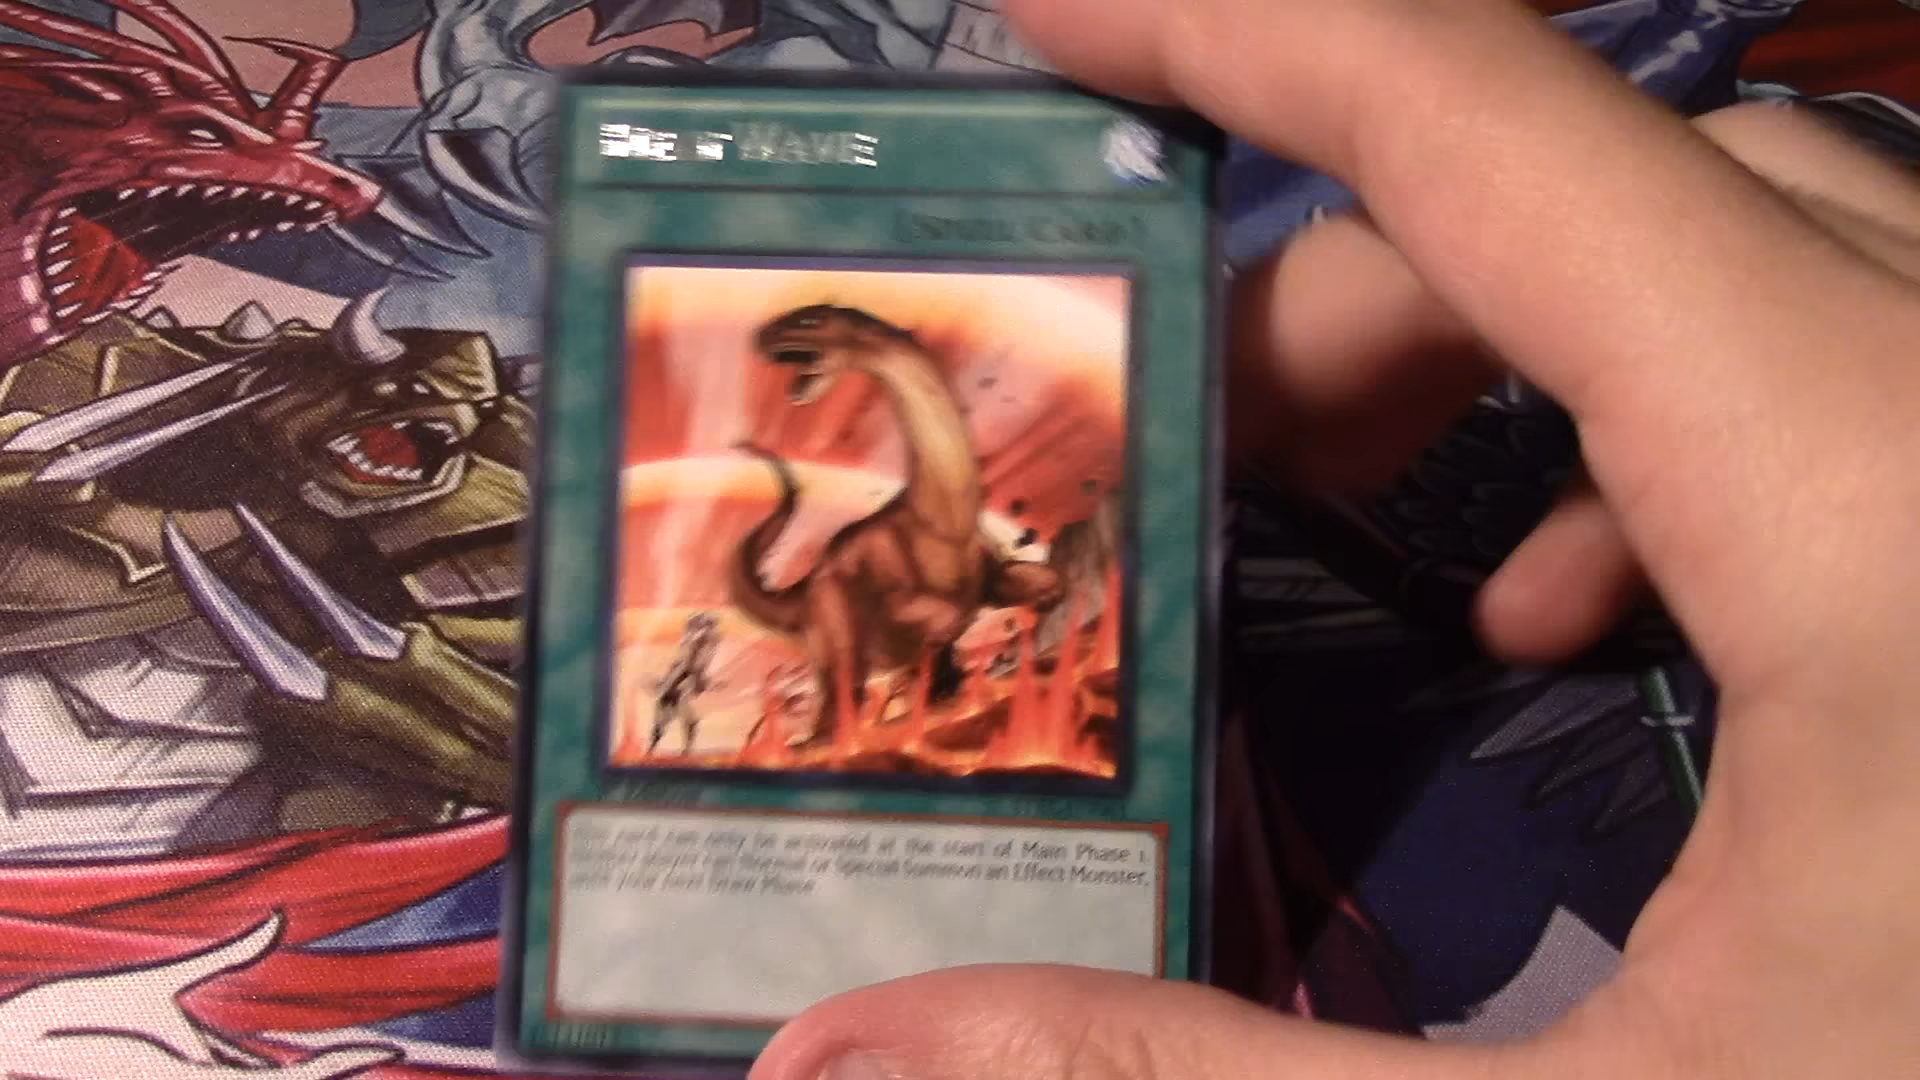 Heat Wave
[Spell Card]
This card can only be activated at the start of Main Phase 1.
Neither player can Normal or Special Summon an Effect Monster,
until your next Draw Phase.